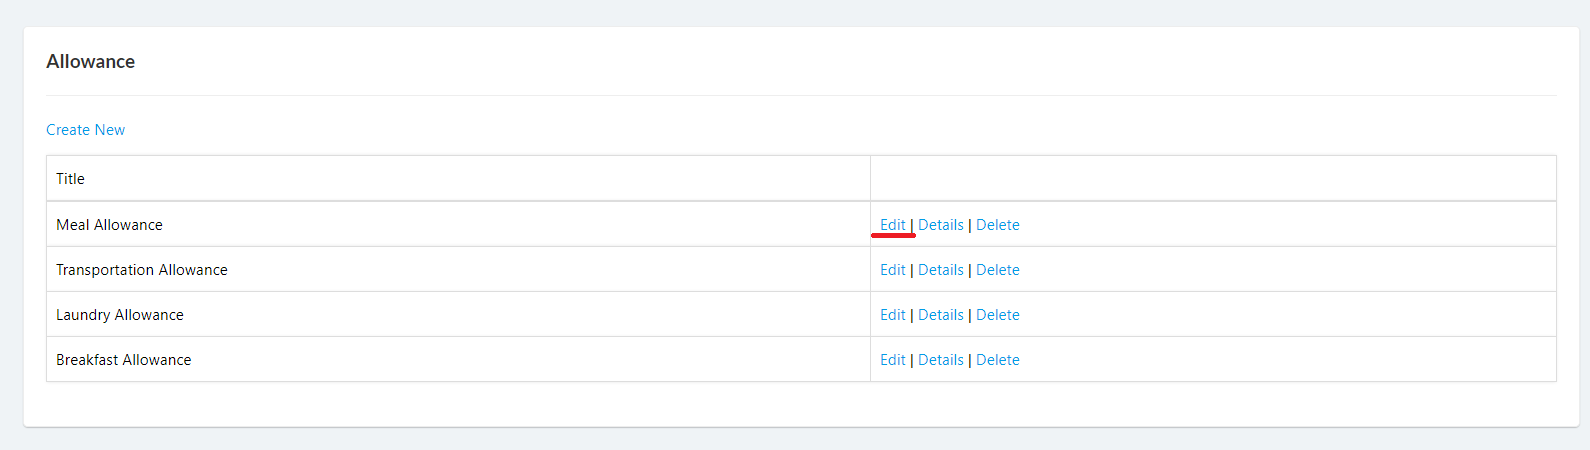 Allowance
Create New
Title
Meal Allowance Edit | Details | Delete
Transportation Allowance Edit | Details | Delete
Laundry Allowance Edit | Details | Delete
Breakfast Allowance Edit | Details | Delete